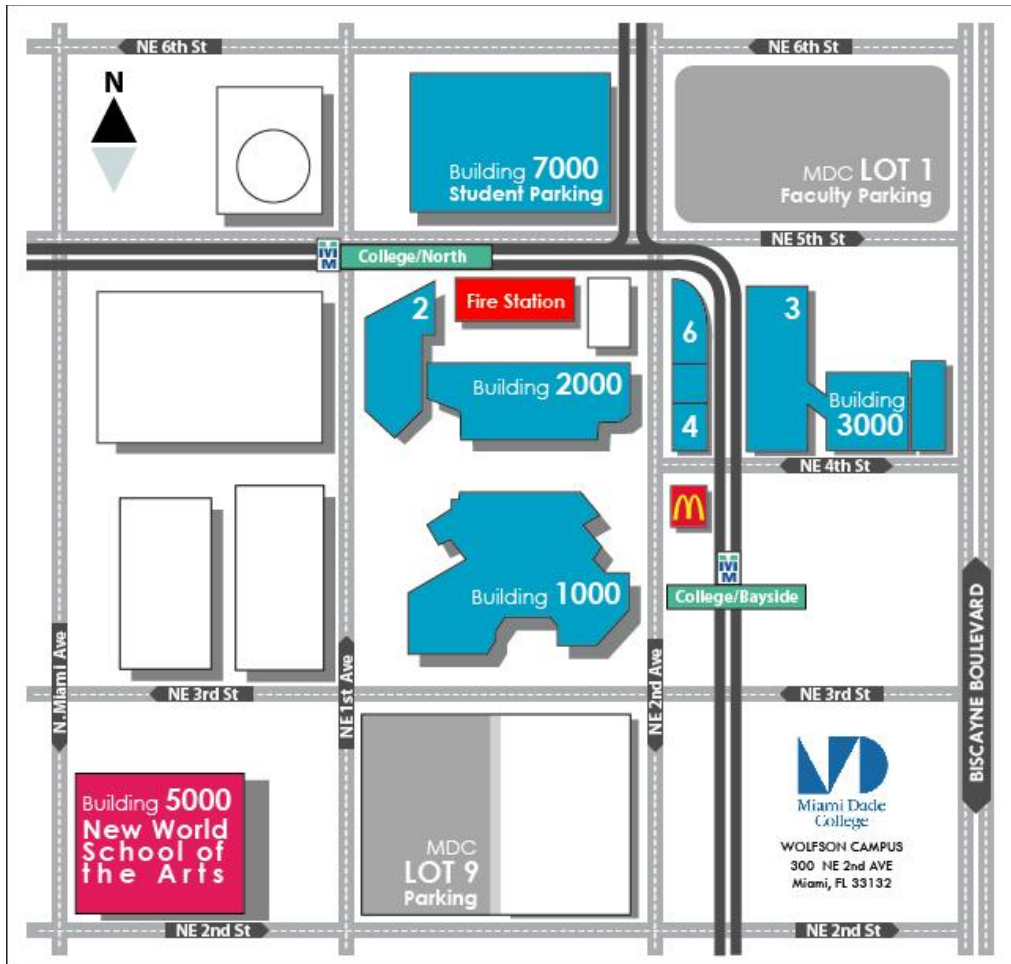 NE 6th St
NE 6th St
N
Building 7000
Student Parking
MDC LOT 1
Faculty Parking
NE 5th St
M
College/North
2
Fire Station
6
3
Building 2000
Building
3000
4
NE 4th St
M
College/Bayside
Building 1000
N.Miami Ave
NE 1st Ave
NE 2nd Ave
BISCAYNE BOULEVARD
NE 3rd St
NE 3rd St
Building 5000
New World
School of
the Arts
MDC
LOT 9
Parking
Miami Dade
College
WOLFSON CAMPUS
300 NE 2nd AVE
Miami, FL 33132
NE 2nd St
NE 2nd St